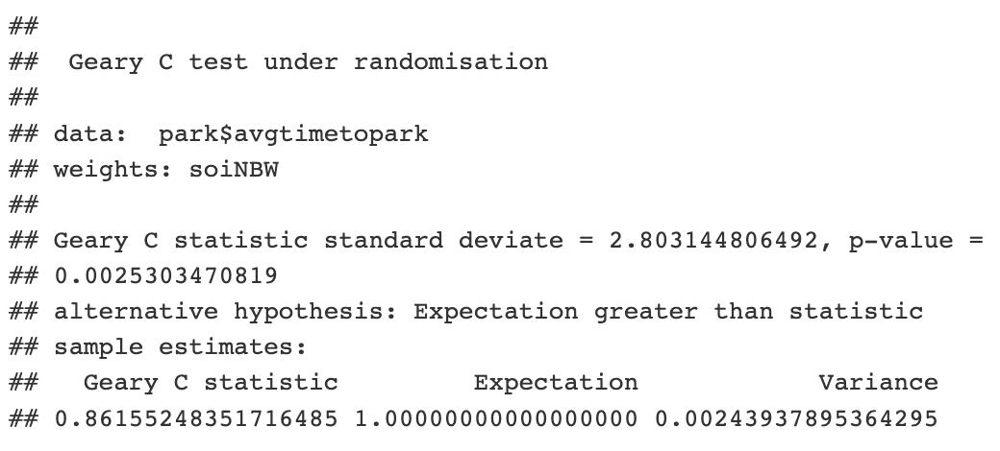 ##
##  Geary C test under randomisation
##
## data:  park$avgtimetopark
## weights: soiNBW
##
## Geary C statistic standard deviate = 2.803144806492, p-value =
## 0.0025303470819
## alternative hypothesis: Expectation greater than statistic
## sample estimates:
##   Geary C statistic         Expectation            Variance
## 0.86155248351716485 1.00000000000000000 0.00243937895364295